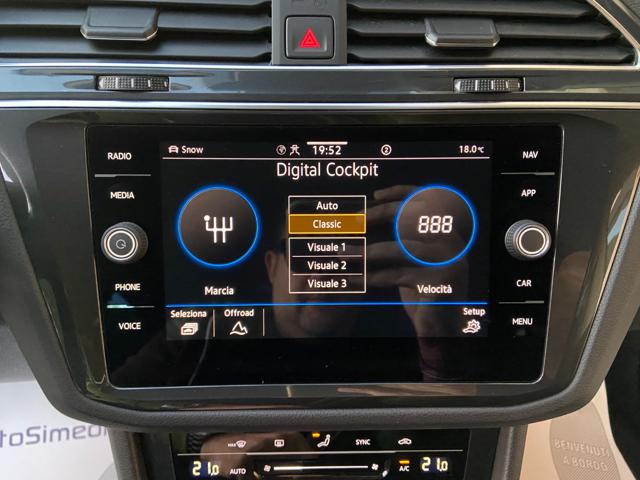 RADIO
MEDIA
PHONE
VOICE
Snow 19:52 2 18.0°C
Digital Cockpit
Auto
Classic
Visuale 1
Visuale 2
Visuale 3
Marcia
888
Velocità
Seleziona
Offroad
Setup
NAV
APP
CAR
MENU
MAX
SYNC
21.0 AUTO
A/C 21.0
toSimeo
BENVENUTI
A BORDO